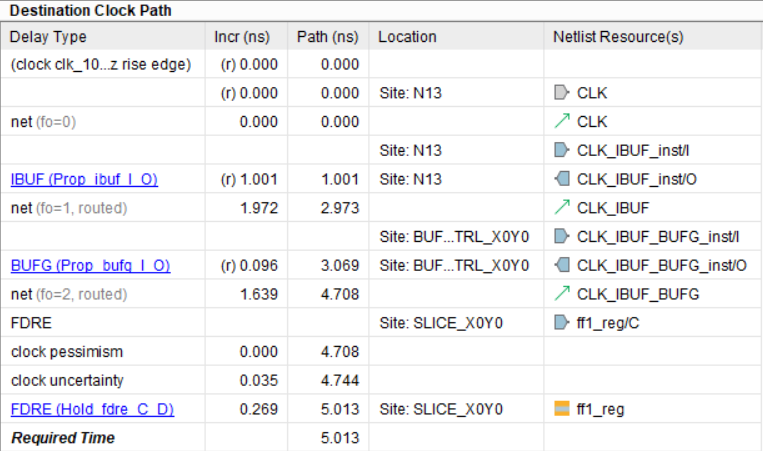 Destination Clock Path
Delay Type Incr (ns) Path (ns) Location Netlist Resource(s)
(clock clk_10...z rise edge) (r) 0.000 0.000
(r) 0.000 0.000 Site: N13 CLK
net (fo=0) 0.000 0.000 CLK
Site: N13 CLK_IBUF_inst/I
IBUF (Prop_ibuf_I_O) (r) 1.001 1.001 Site: N13 CLK_IBUF_inst/O
net (fo=1, routed) 1.972 2.973 CLK_IBUF
Site: BUF...TRL_X0Y0 CLK_IBUF_BUFG_inst/I
BUFG (Prop_bufg_I_O) (r) 0.096 3.069 Site: BUF...TRL_X0Y0 CLK_IBUF_BUFG_inst/O
net (fo=2, routed) 1.639 4.708 CLK_IBUF_BUFG
FDRE Site: SLICE_X0Y0 ff1_reg/C
clock pessimism 0.000 4.708
clock uncertainty 0.035 4.744
FDRE (Hold_fdre_C_D) 0.269 5.013 Site: SLICE_X0Y0 ff1_reg
Required Time 5.013